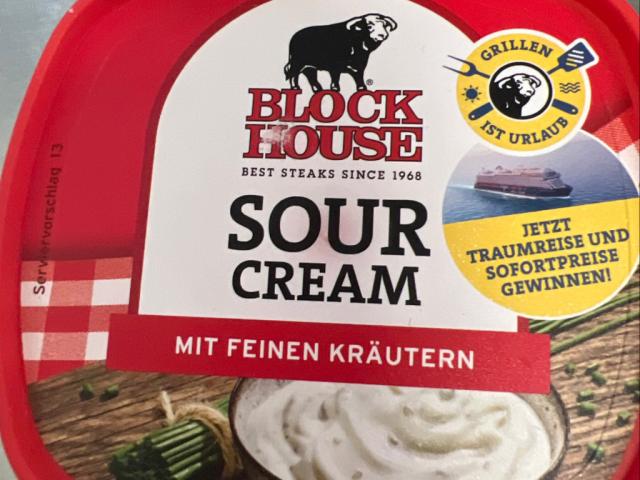 BLOCK
HOUSE
®
BEST STEAKS SINCE 1968
SOUR
CREAM
MIT FEINEN KRÄUTERN
GRILLEN
IST URLAUB
JETZT
TRAUMREISE UND
SOFORTPREISE
GEWINNEN!
Serviervorschlag 13